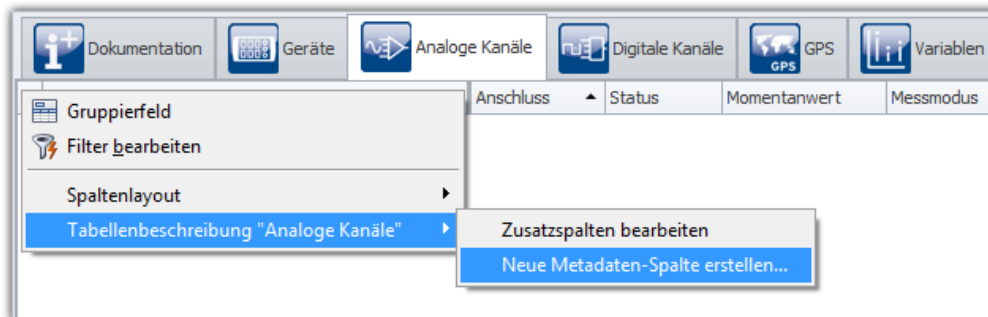 Dokumentation
Geräte
Analoge Kanäle
Digitale Kanäle
GPS
GPS
Variablen
Anschluss
Status
Momentanwert
Messmodus
Gruppierfeld
Filter bearbeiten
Spaltenlayout
Tabellenbeschreibung "Analoge Kanäle"
Zusatzspalten bearbeiten
Neue Metadaten-Spalte erstellen...